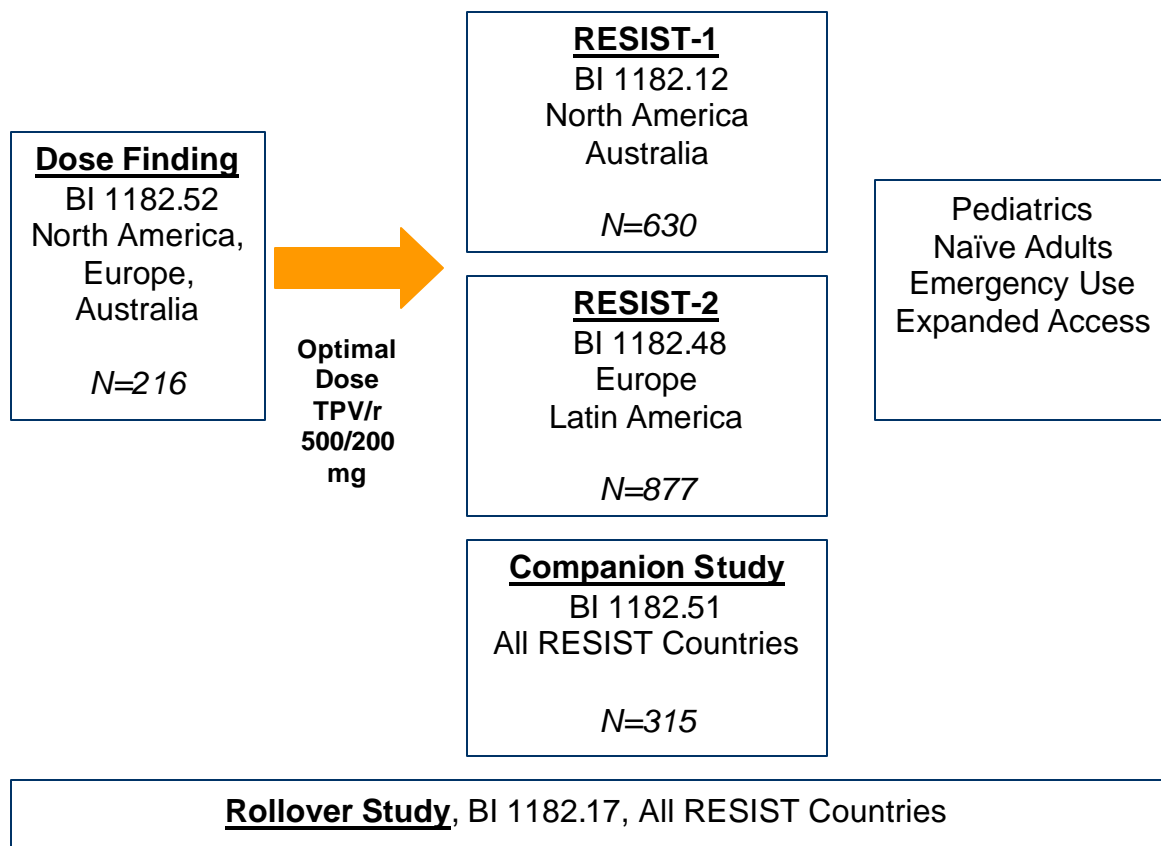 Dose Finding
BI 1182.52
North America,
Europe,
Australia
N=216
Optimal
Dose
TPV/r
500/200
mg
RESIST-1
BI 1182.12
North America
Australia
N=630
RESIST-2
BI 1182.48
Europe
Latin America
N=877
Companion Study
BI 1182.51
All RESIST Countries
N=315
Pediatrics
Naïve Adults
Emergency Use
Expanded Access
Rollover Study, BI 1182.17, All RESIST Countries